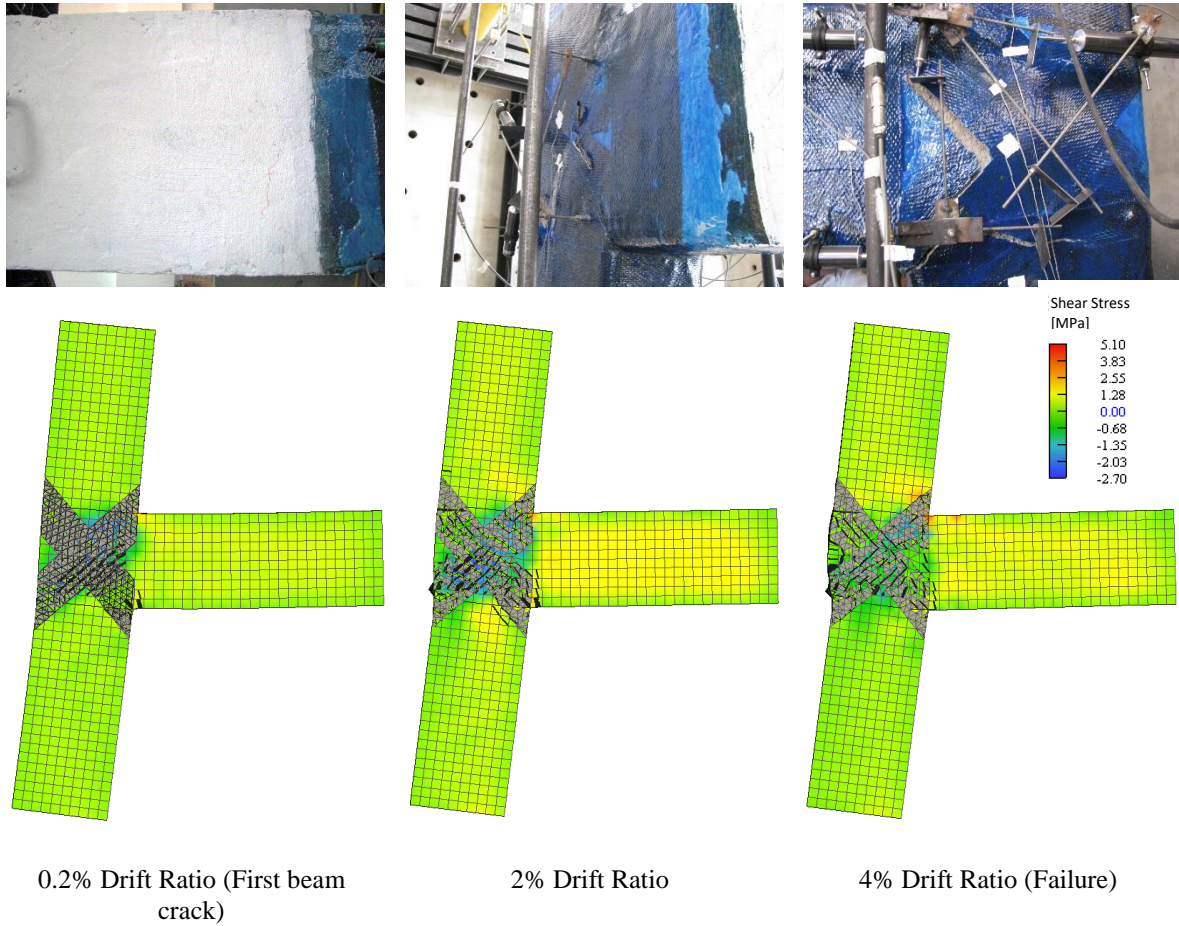 Shear Stress
[MPa]
5.10
3.83
2.55
1.28
0.00
-0.68
-1.35
-2.03
-2.70
0.2% Drift Ratio (First beam
crack)
2% Drift Ratio
4% Drift Ratio (Failure)